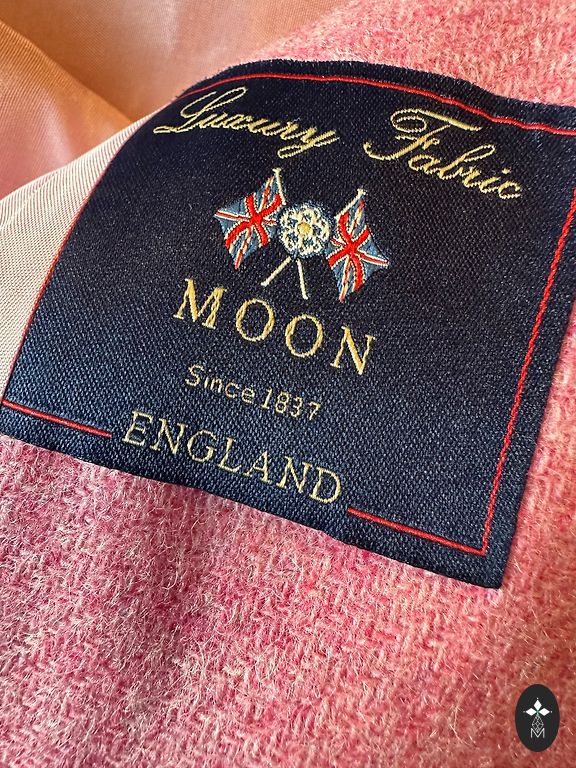 Luxury Fabric
MOON
Since 1837
ENGLAND
M